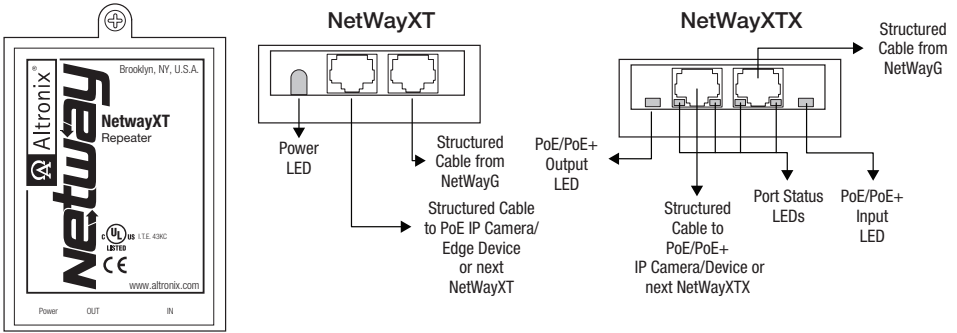 Altronix®
Netway
Brooklyn, NY, U.S.A.
NetwayXT
Repeater
c UL US I.T.E. 43KC
LISTED
CE
www.altronix.com
Power
OUT
IN
NetWayXT
Power
LED
Structured
Cable from
NetWayG
Structured Cable
to PoE IP Camera/
Edge Device
or next
NetWayXT
NetWayXTX
Structured
Cable from
NetWayG
PoE/PoE+
Output
LED
Structured
Cable to
PoE/PoE+
IP Camera/Device or
next NetWayXTX
Port Status
LEDs
PoE/PoE+
Input
LED